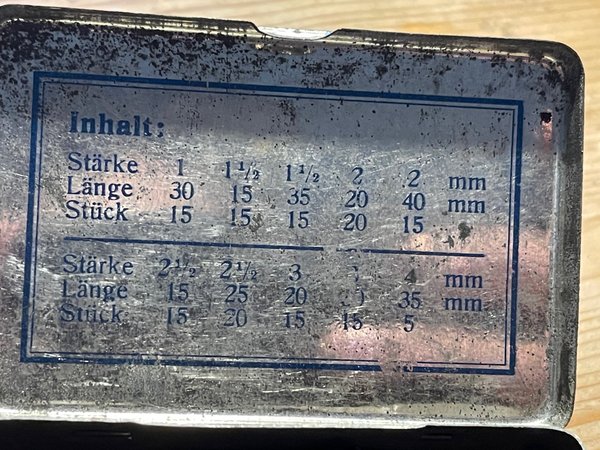 Inhalt:
Stärke 1 1½ 1½ 2 2 mm
Länge 30 15 35 20 40 mm
Stück 15 15 15 20 15
Stärke 2½ 2½ 3 4 mm
Länge 15 25 20 35 mm
Stück 15 20 15 15 5